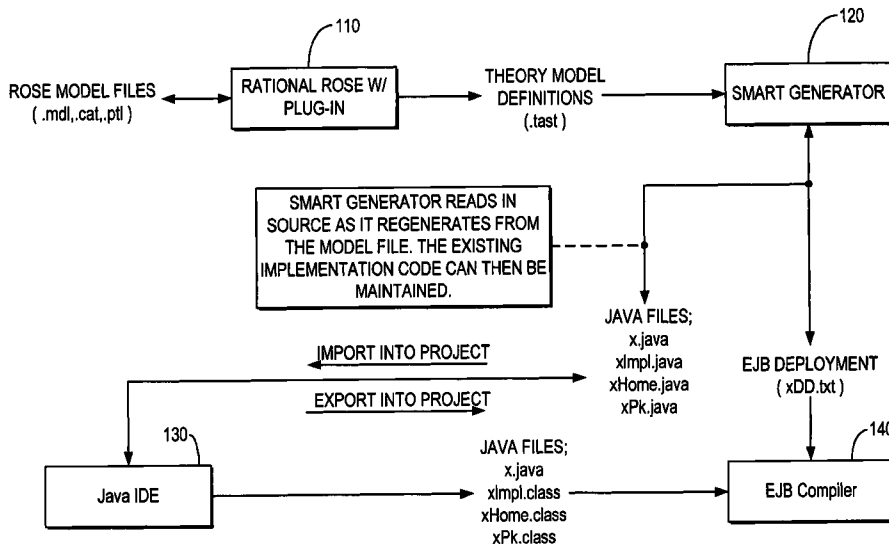 110
120
ROSE MODEL FILES
( .mdl,.cat,.ptl )
RATIONAL ROSE W/
PLUG-IN
THEORY MODEL
DEFINITIONS
(.tast )
SMART GENERATOR
SMART GENERATOR READS IN
SOURCE AS IT REGENERATES FROM
THE MODEL FILE. THE EXISTING
IMPLEMENTATION CODE CAN THEN BE
MAINTAINED.
JAVA FILES;
x.java
xImpl.java
xHome.java
xPk.java
EJB DEPLOYMENT
( xDD.txt )
IMPORT INTO PROJECT
EXPORT INTO PROJECT
130
Java IDE
JAVA FILES;
x.java
xImpl.class
xHome.class
xPk.class
140
EJB Compiler